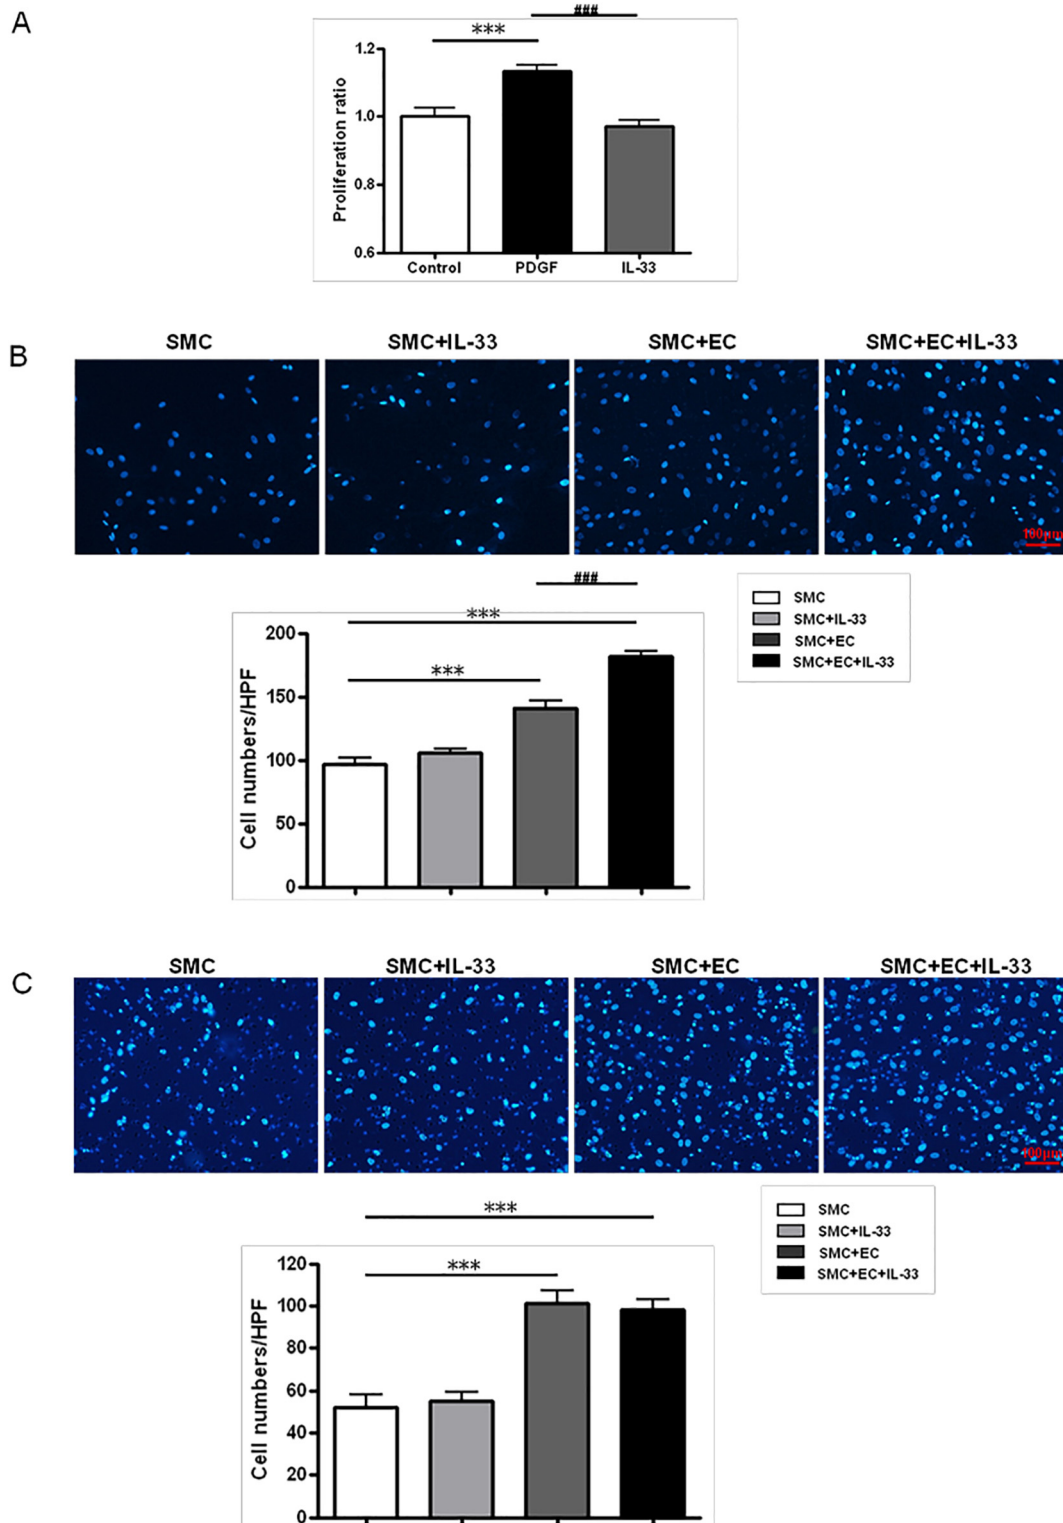 A
###
***
1.2
1.0
0.8
0.6
Proliferation ratio
Control PDGF IL-33
B
SMC SMC+IL-33 SMC+EC SMC+EC+IL-33
100μm
###
***
***
200
150
100
50
0
Cell numbers/HPF
SMC
SMC+IL-33
SMC+EC
SMC+EC+IL-33
C
SMC SMC+IL-33 SMC+EC SMC+EC+IL-33
100μm
***
***
120
100
80
60
40
20
0
Cell numbers/HPF
SMC
SMC+IL-33
SMC+EC
SMC+EC+IL-33